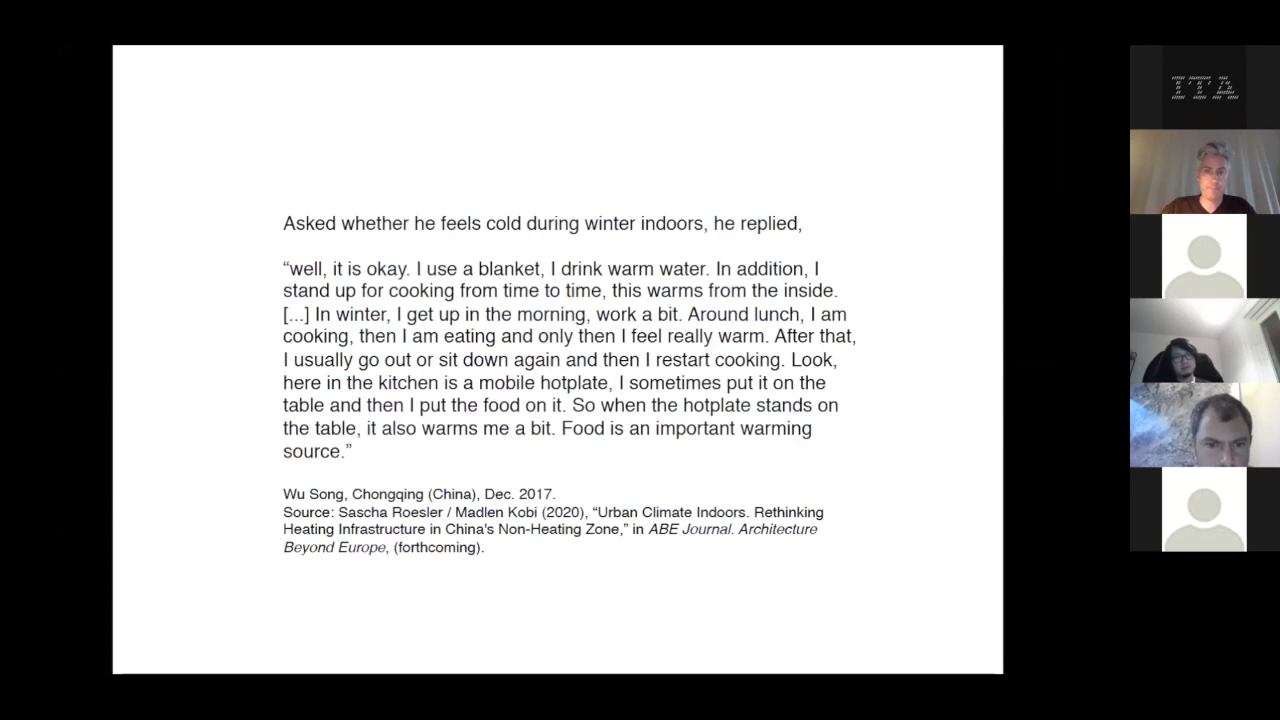 Asked whether he feels cold during winter indoors, he replied,
“well, it is okay. I use a blanket, I drink warm water. In addition, I
stand up for cooking from time to time, this warms from the inside.
[...] In winter, I get up in the morning, work a bit. Around lunch, I am
cooking, then I am eating and only then I feel really warm. After that,
I usually go out or sit down again and then I restart cooking. Look,
here in the kitchen is a mobile hotplate, I sometimes put it on the
table and then I put the food on it. So when the hotplate stands on
the table, it also warms me a bit. Food is an important warming
source.”
Wu Song, Chongqing (China), Dec. 2017.
Source: Sascha Roesler / Madlen Kobi (2020), “Urban Climate Indoors. Rethinking
Heating Infrastructure in China's Non-Heating Zone,” in ABE Journal. Architecture
Beyond Europe, (forthcoming).
ITA